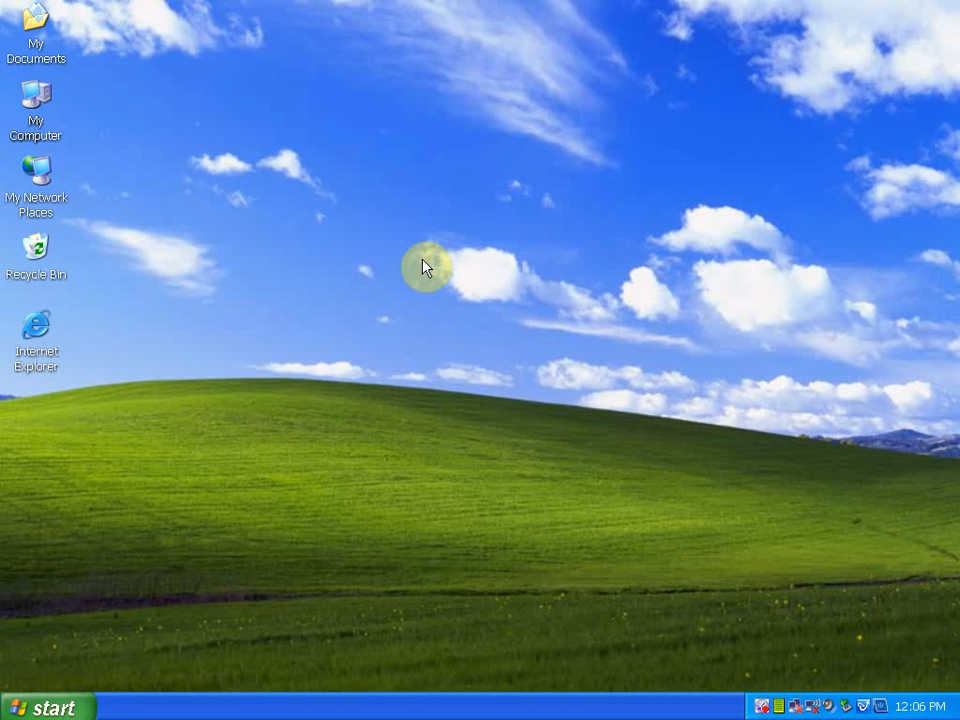 My
Documents
My
Computer
My Network
Places
Recycle Bin
Internet
Explorer
start
12:06 PM